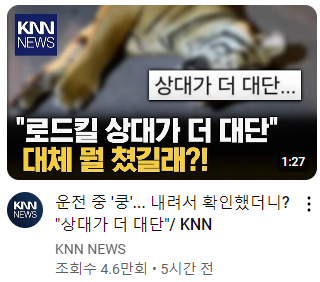 KNN
NEWS
상대가 더 대단...
"로드킬 상대가 더 대단"
대체 뭘 쳤길래?!
1:27
KNN
NEWS
운전 중 '쿵'... 내려서 확인했더니?
"상대가 더 대단"/ KNN
KNN NEWS
조회수 4.6만회 • 5시간 전